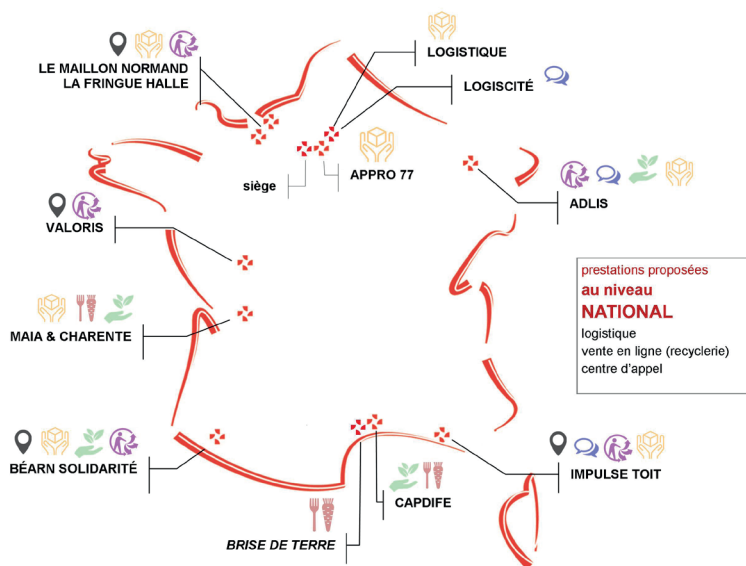 LOGISTIQUE
LE MAILLON NORMAND
LA FRINGUE HALLE
LOGISCITÉ
siège
APPRO 77
ADLIS
VALORIS
prestations proposées
au niveau
NATIONAL
logistique
vente en ligne (recyclerie)
centre d'appel
MAIA & CHARENTE
BÉARN SOLIDARITÉ
IMPULSE TOIT
CAPDIFE
BRISE DE TERRE